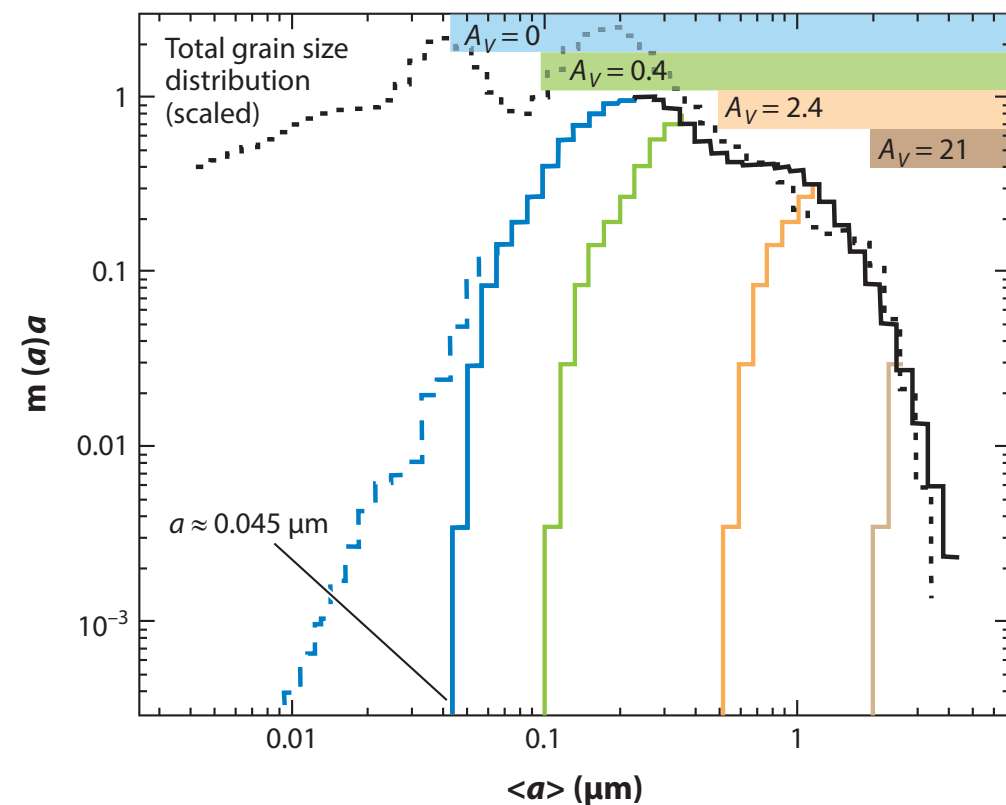 Total grain size
distribution
(scaled)
A_V = 0
A_V = 0.4
A_V = 2.4
A_V = 21
a ≈ 0.045 µm
1
0.1
0.01
10⁻³
m (a)a
0.01
0.1
1
<a> (µm)